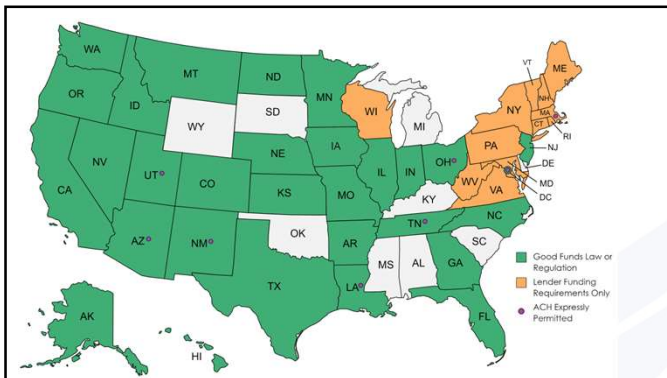 WA
MT
ND
MN
OR
ID
SD
WI
MI
WY
VT
ME
NH
NY
MA
CT
RI
NV
UT
CO
NE
IA
IL
IN
OH
PA
NJ
DE
MD
DC
CA
KS
MO
KY
WV
VA
AZ
NM
OK
AR
TN
NC
SC
TX
LA
MS
AL
GA
FL
AK
HI
Good Funds Law or
Regulation
Lender Funding
Requirements Only
ACH Expressly
Permitted